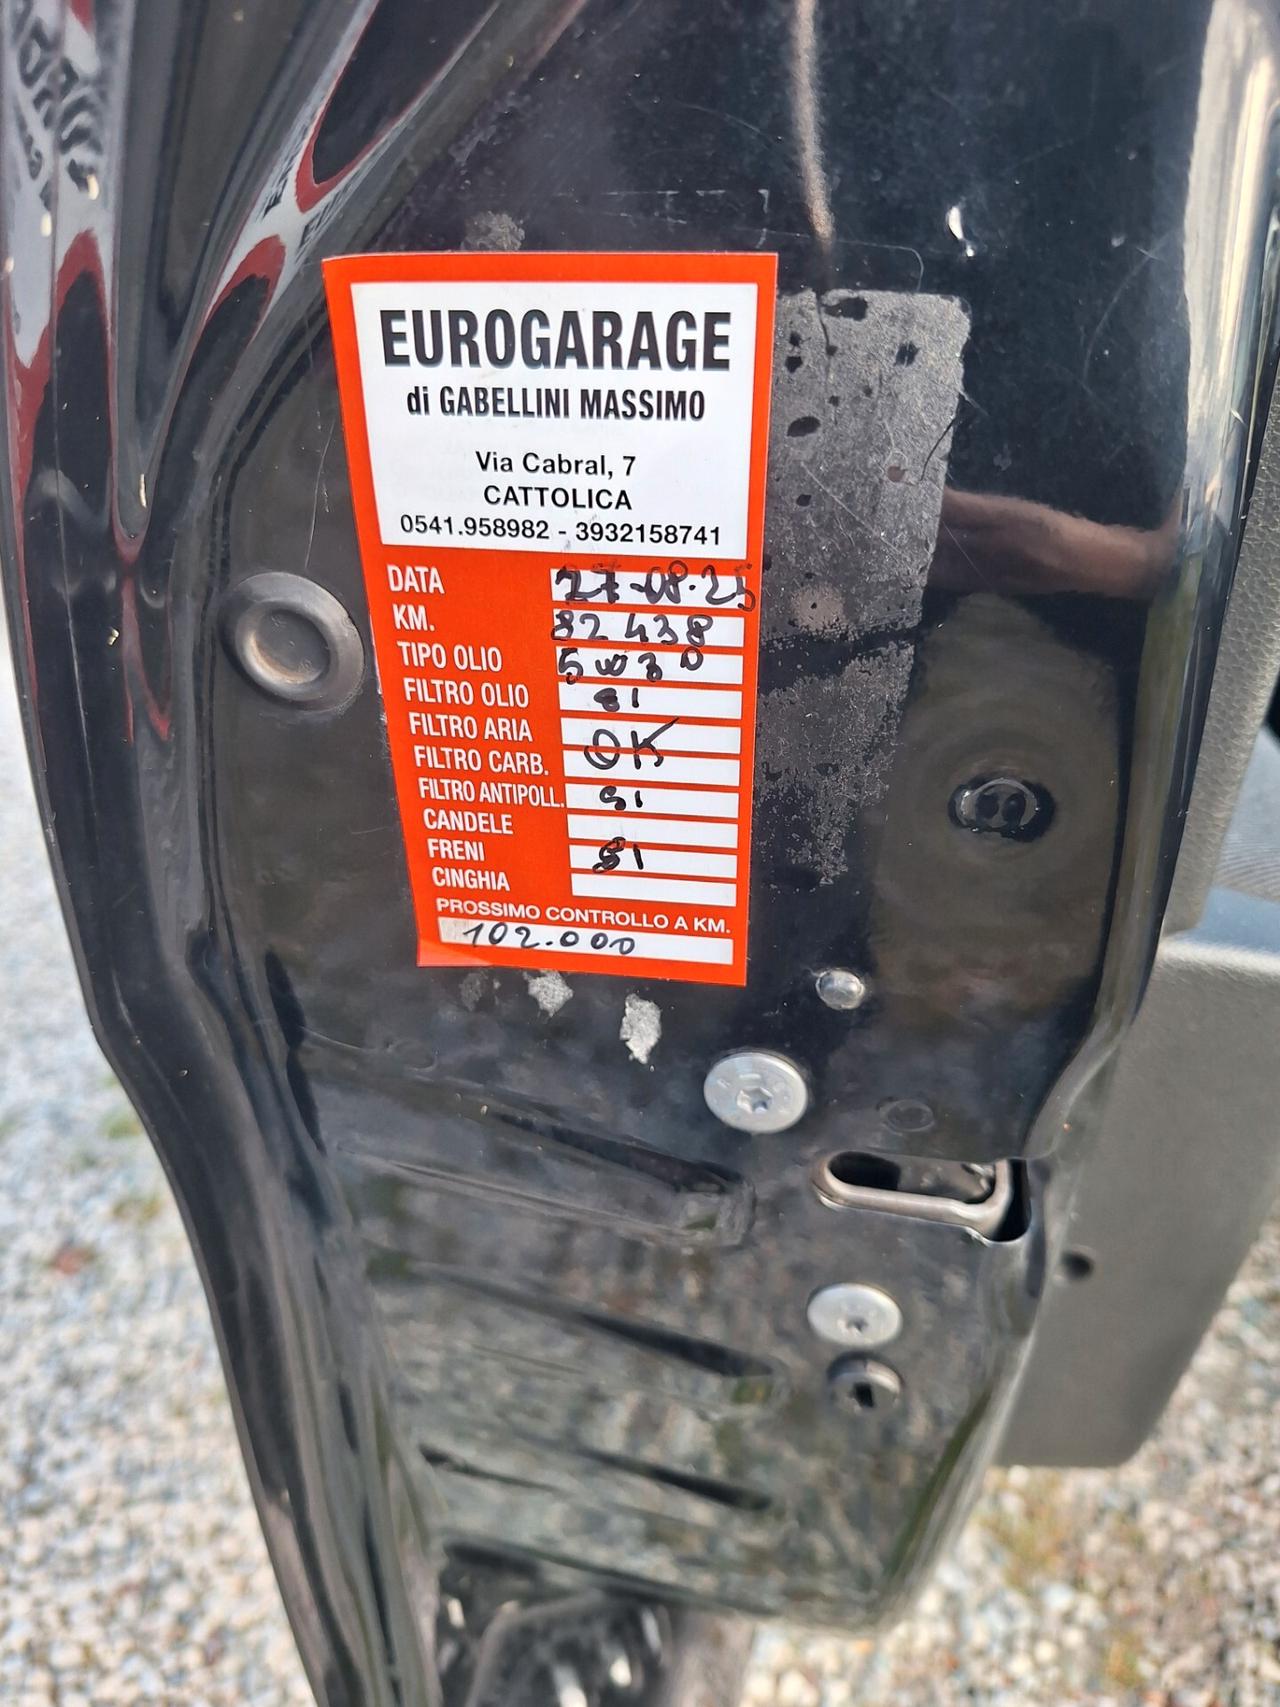 EUROGARAGE
di GABELLINI MASSIMO
Via Cabral, 7
CATTOLICA
0541.958982 - 3932158741
DATA 27-08-25
KM. 82438
TIPO OLIO 5w30
FILTRO OLIO SI
FILTRO ARIA
FILTRO CARB. OK
FILTRO ANTIPOLL. SI
CANDELE
FRENI SI
CINGHIA
PROSSIMO CONTROLLO A KM.
102.000